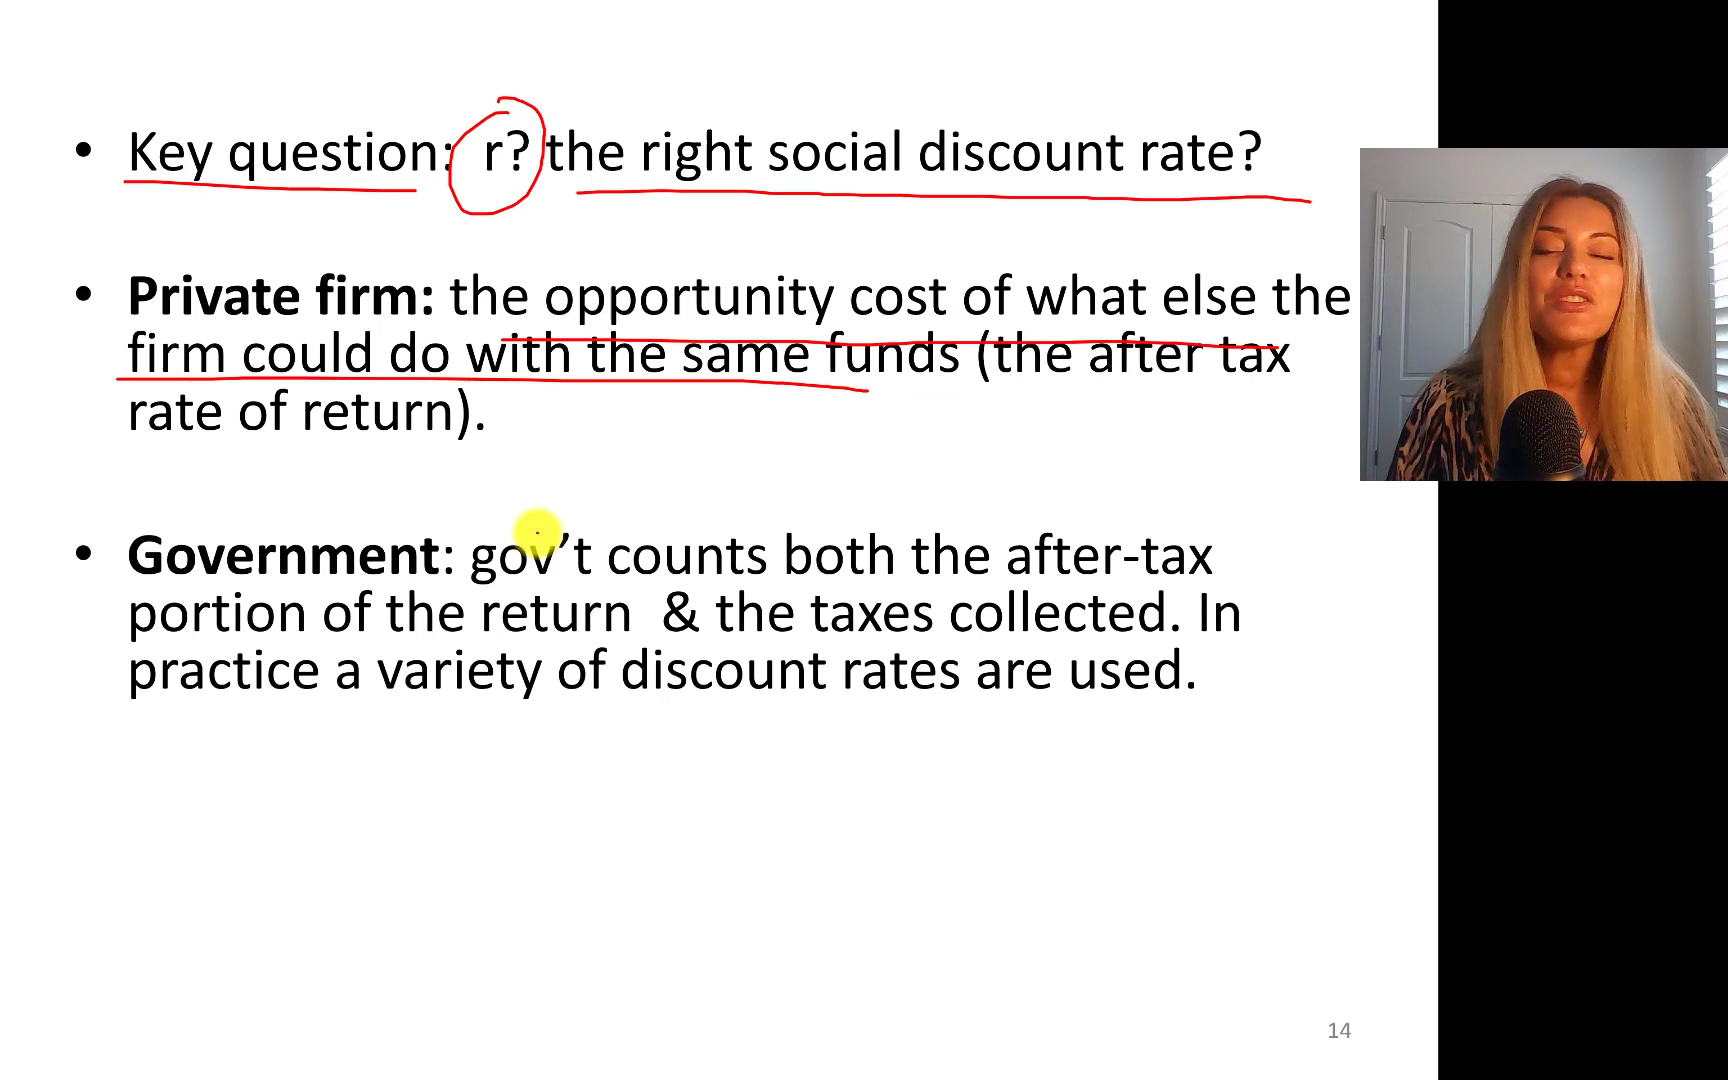 • Key question: r? the right social discount rate?
• Private firm: the opportunity cost of what else the
firm could do with the same funds (the after tax
rate of return).
• Government: gov’t counts both the after-tax
portion of the return & the taxes collected. In
practice a variety of discount rates are used.
14